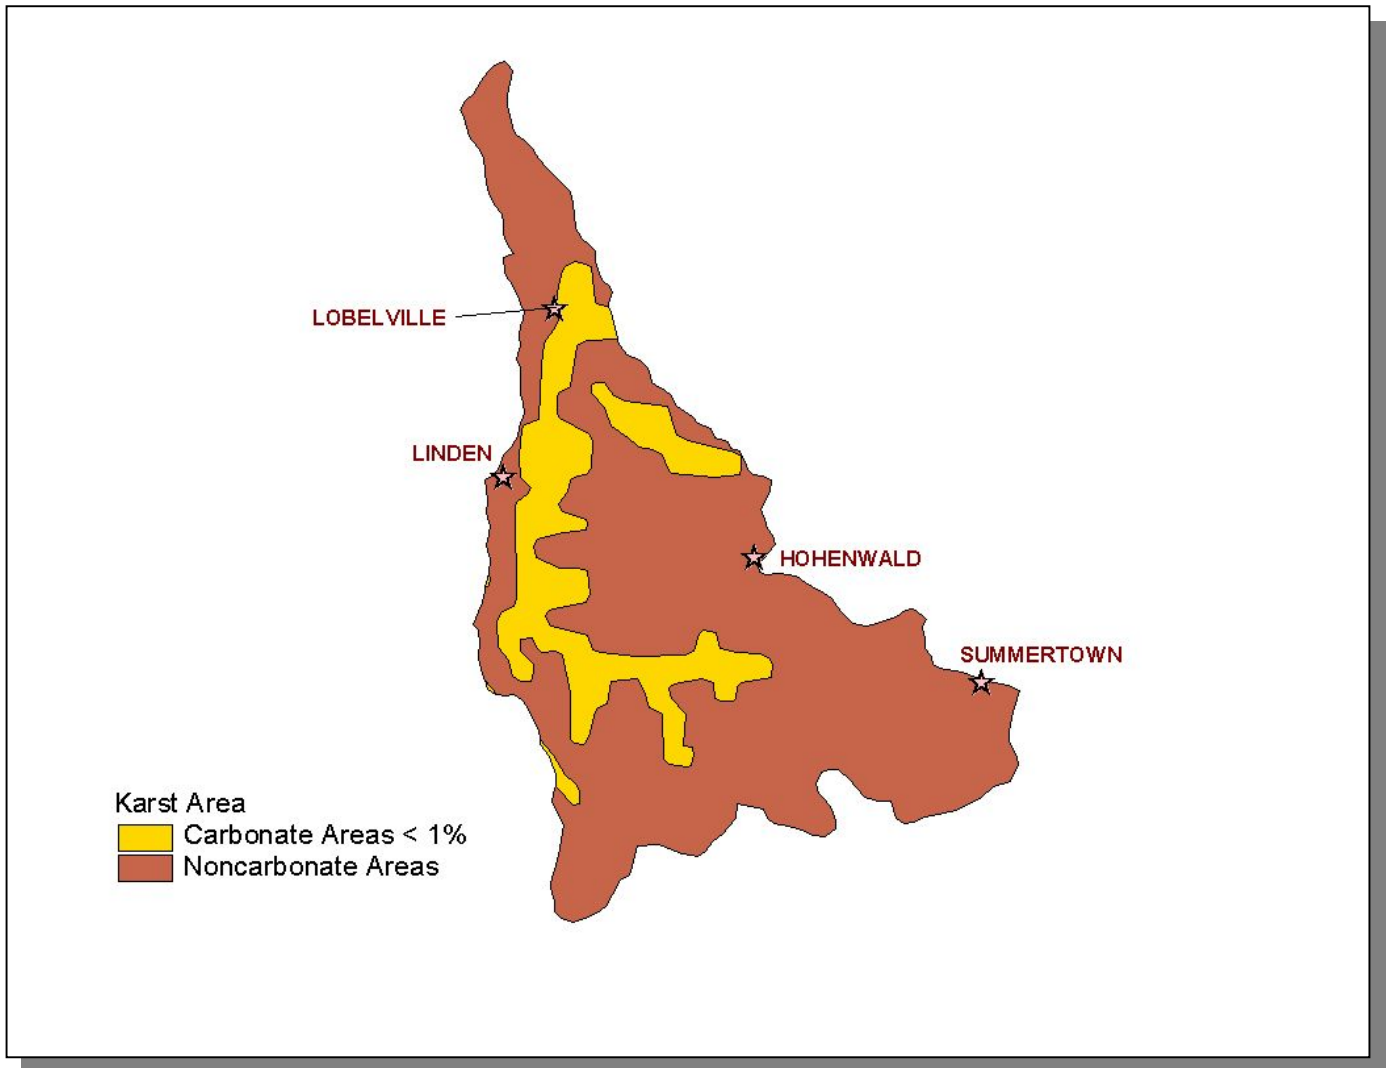 LOBELVILLE
LINDEN
HOHENWALD
SUMMERTOWN
Karst Area
Carbonate Areas < 1%
Noncarbonate Areas